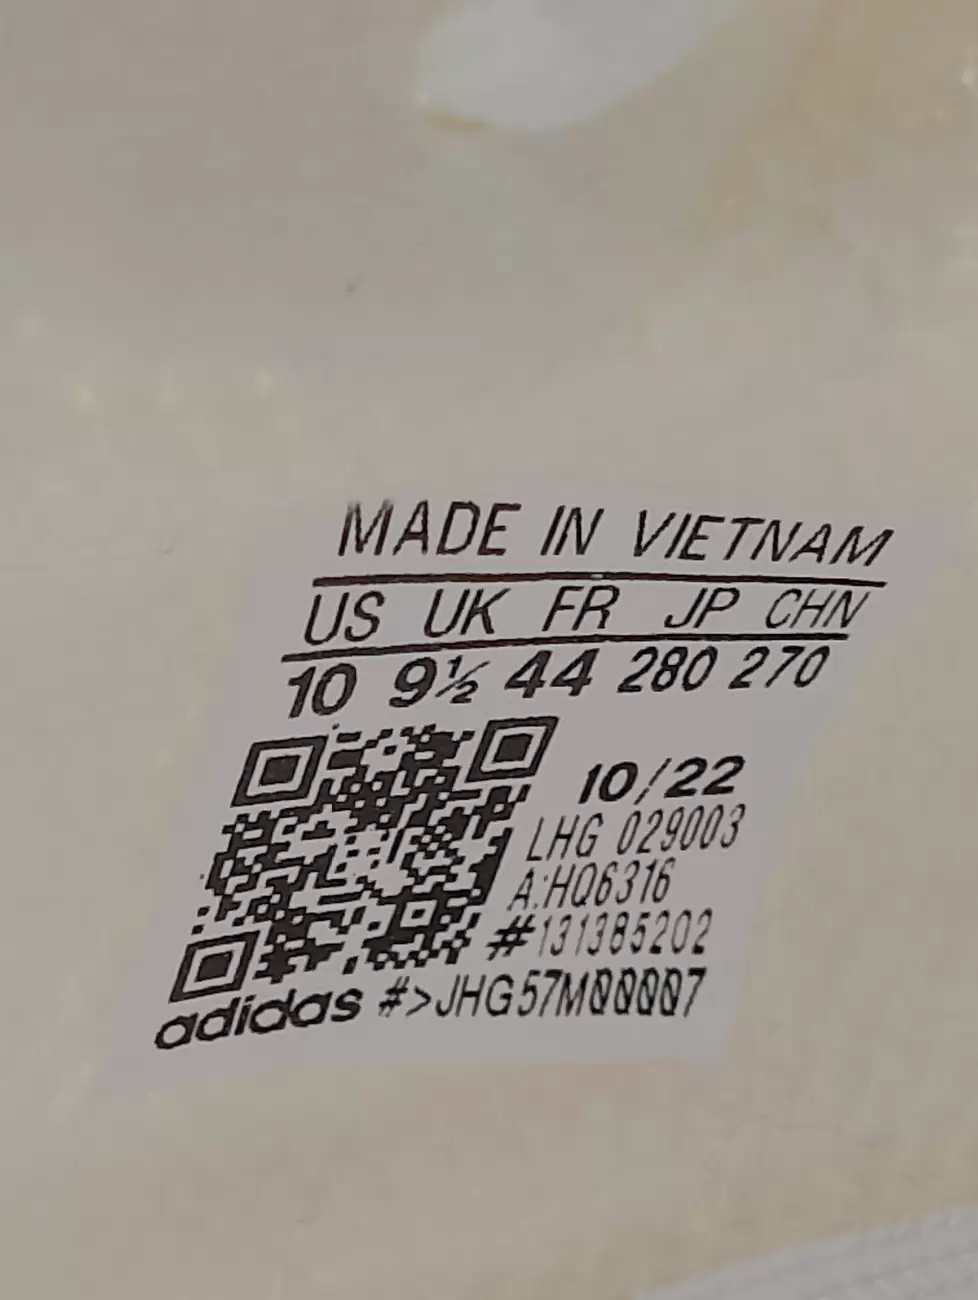 MADE IN VIETNAM
US UK FR JP CHN
10 9½ 44 280 270
10/22
LHG 029003
A:HQ6316
#131385202
adidas #>JHG57M00007